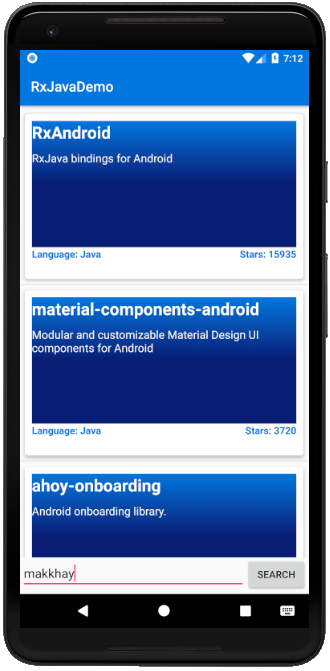 7:12
RxJavaDemo
RxAndroid
RxJava bindings for Android
Language: Java Stars: 15935
material-components-android
Modular and customizable Material Design UI
components for Android
Language: Java Stars: 3720
ahoy-onboarding
Android onboarding library.
makkhay SEARCH